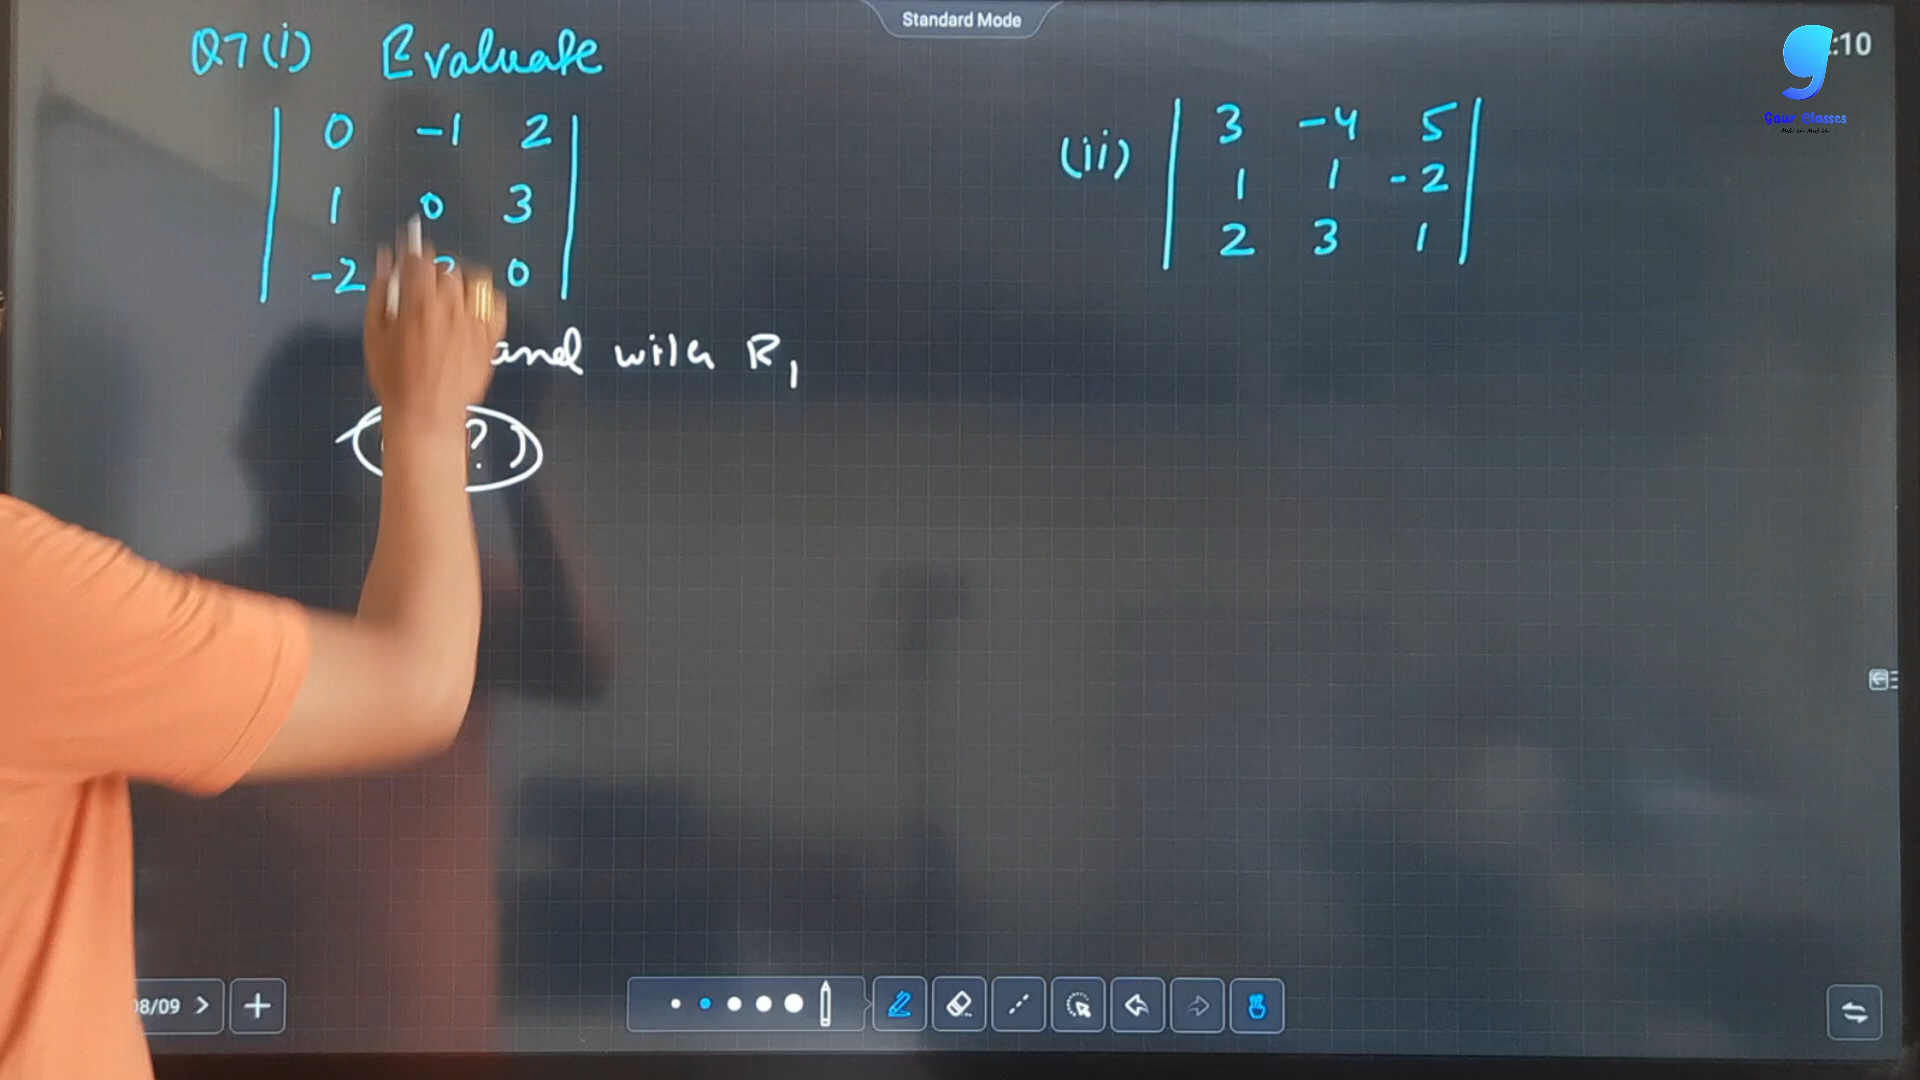 Standard Mode
:10
Gaur Classes
Q7(i) Evaluate
0 -1 2
1 0 3
-2 0
and with R1
?)
(ii)
3 -4 5
1 1 -2
2 3 1
08/09